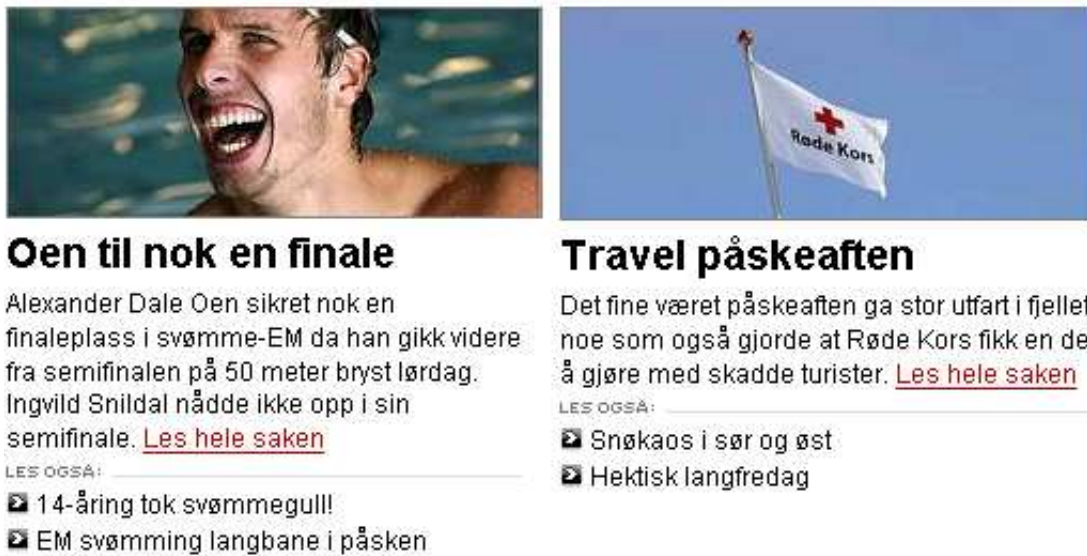 Røde Kors
Oen til nok en finale
Alexander Dale Oen sikret nok en
finaleplass i svømme-EM da han gikk videre
fra semifinalen på 50 meter bryst lørdag.
Ingvild Snildal nådde ikke opp i sin
semifinale. Les hele saken
LES OGSÅ:
14-åring tok svømmegull!
EM svømming langbane i påsken
Travel påskeaften
Det fine været påskeaften ga stor utfart i fjellet
noe som også gjorde at Røde Kors fikk en de
å gjøre med skadde turister. Les hele saken
LES OGSÅ:
Snøkaos i sør og øst
Hektisk langfredag